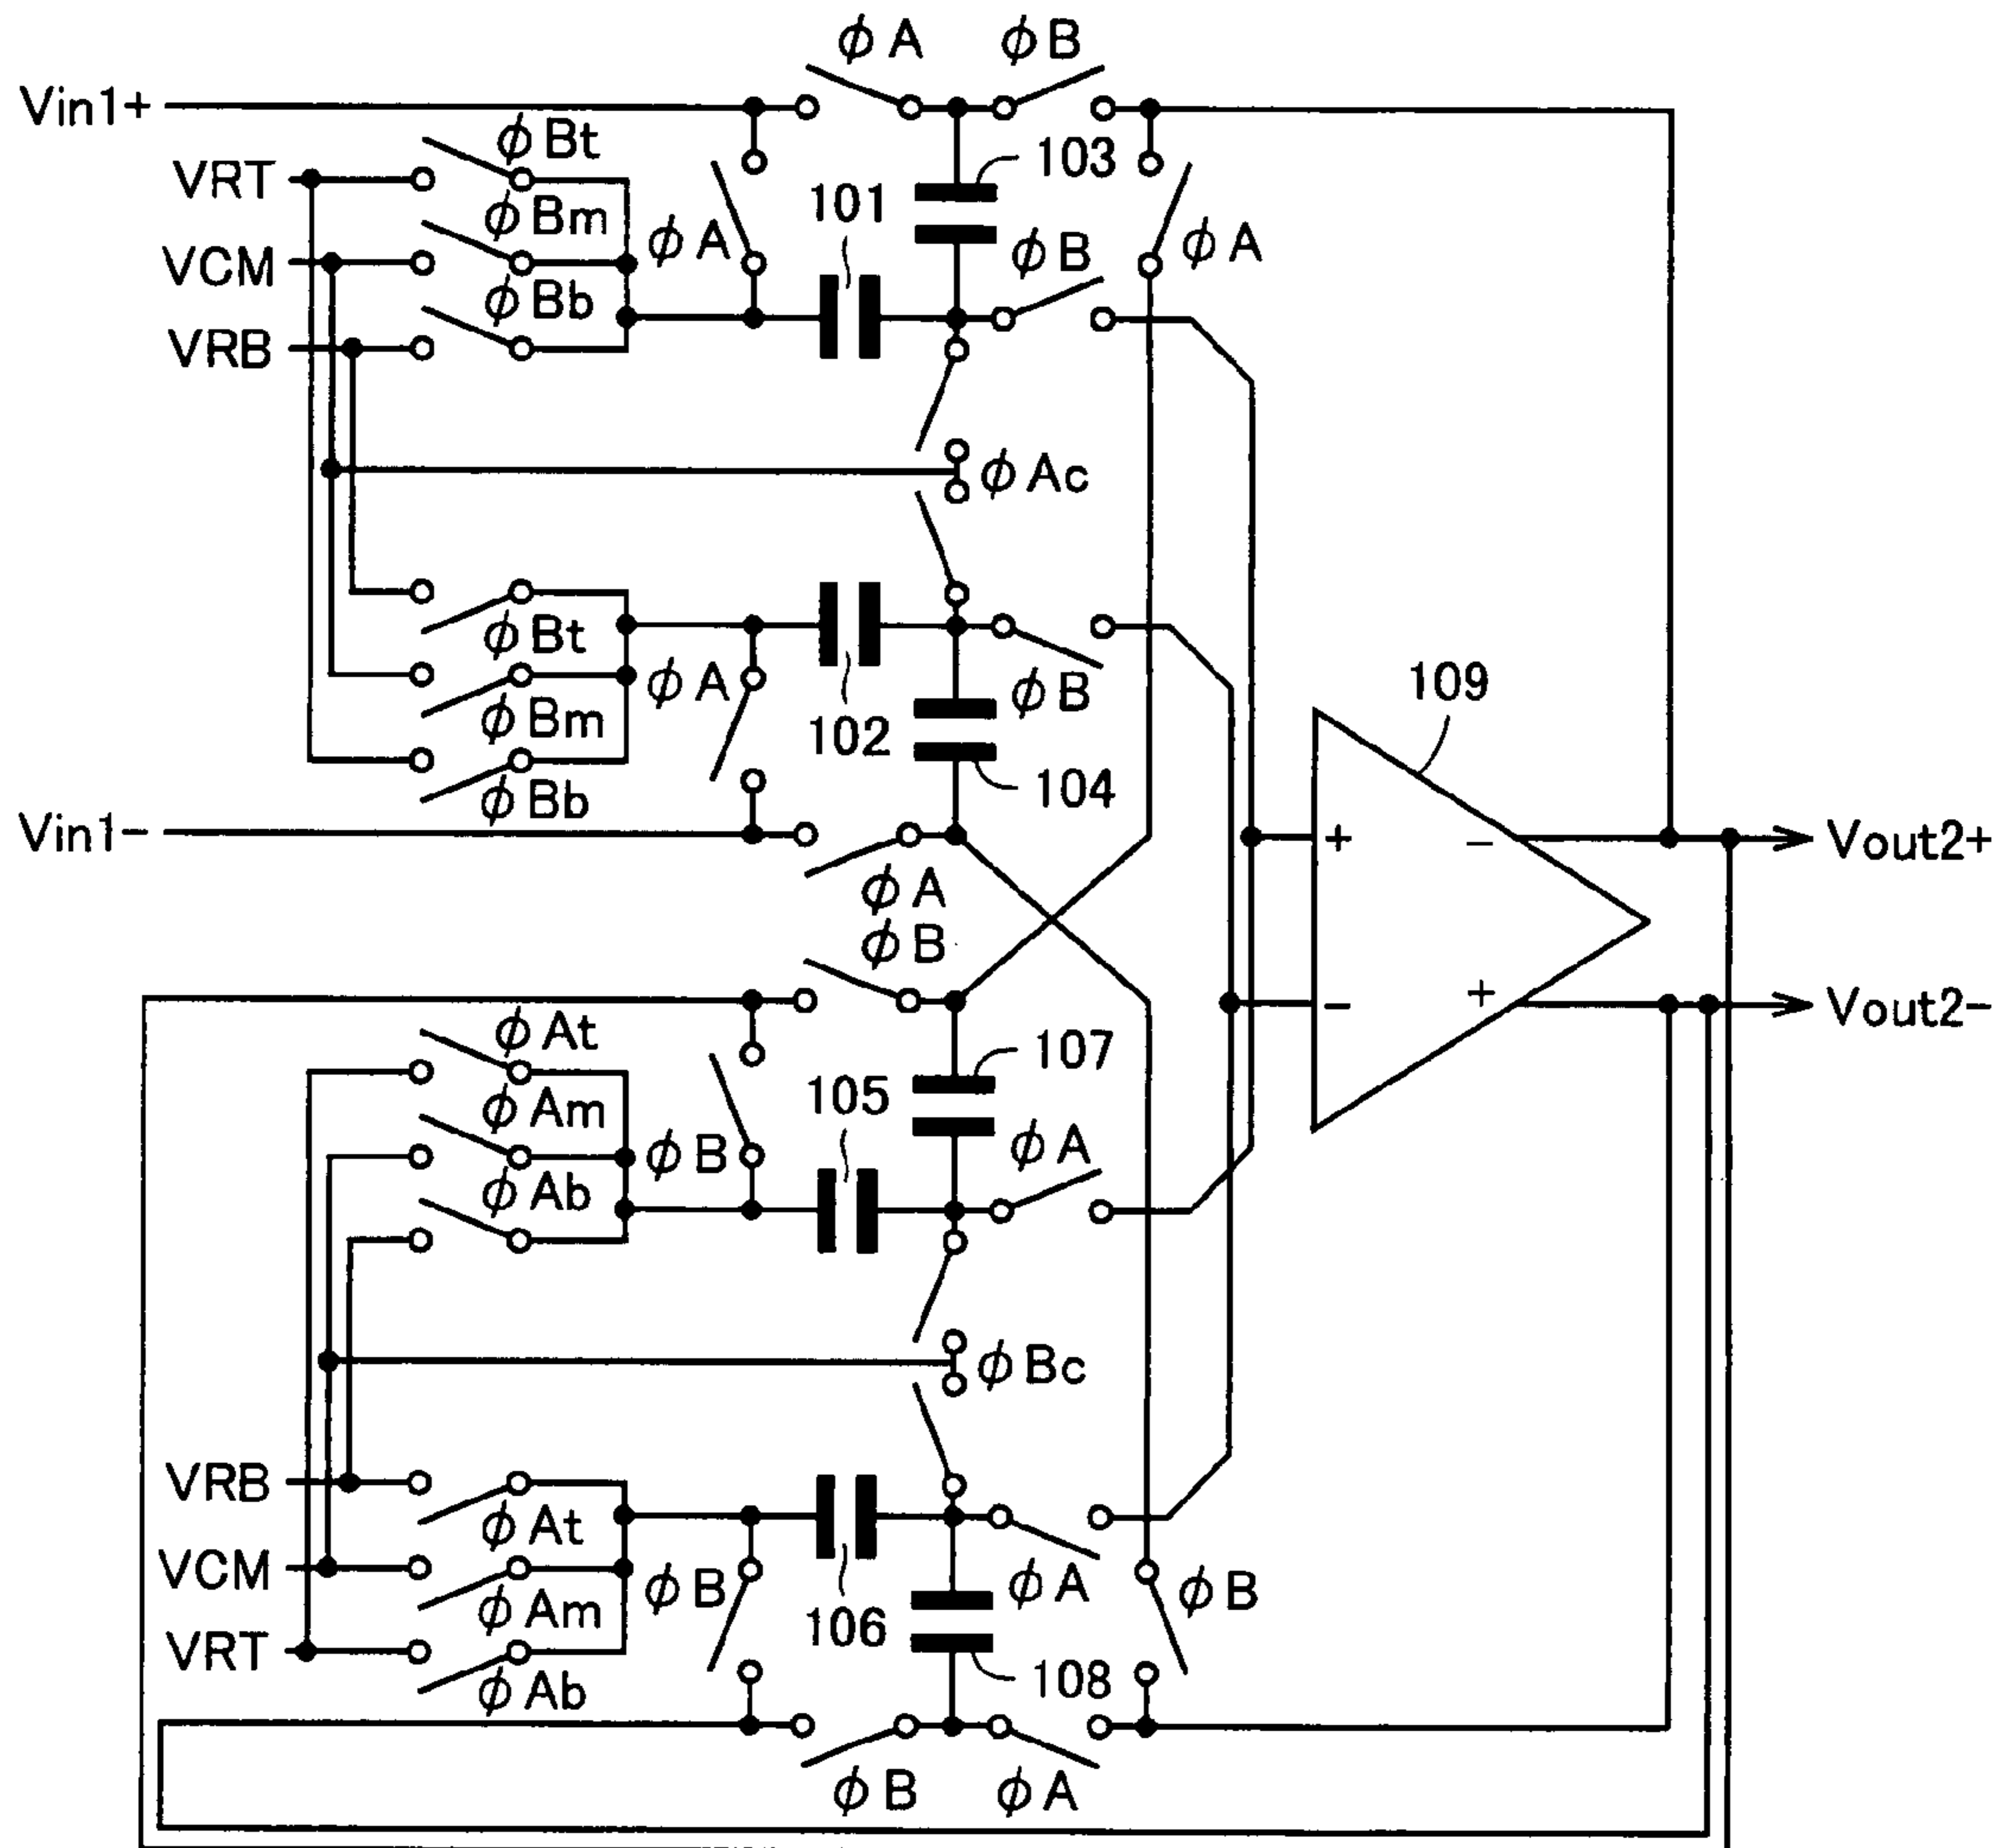 φA φB
Vin1+
φBt
VRT
103
φBm
101
φA
φA
VCM
φB
φBb
VRB
φAc
φBt
φB
φA
109
φBm
102
104
φBb
Vin1-
+ −
Vout2+
φA
φB
− +
Vout2-
φAt
107
φAm
105
φA
φB
φAb
φBc
VRB
φAt
VCM
φA
φB
φB
φAm
106
VRT
108
φAb
φB φA